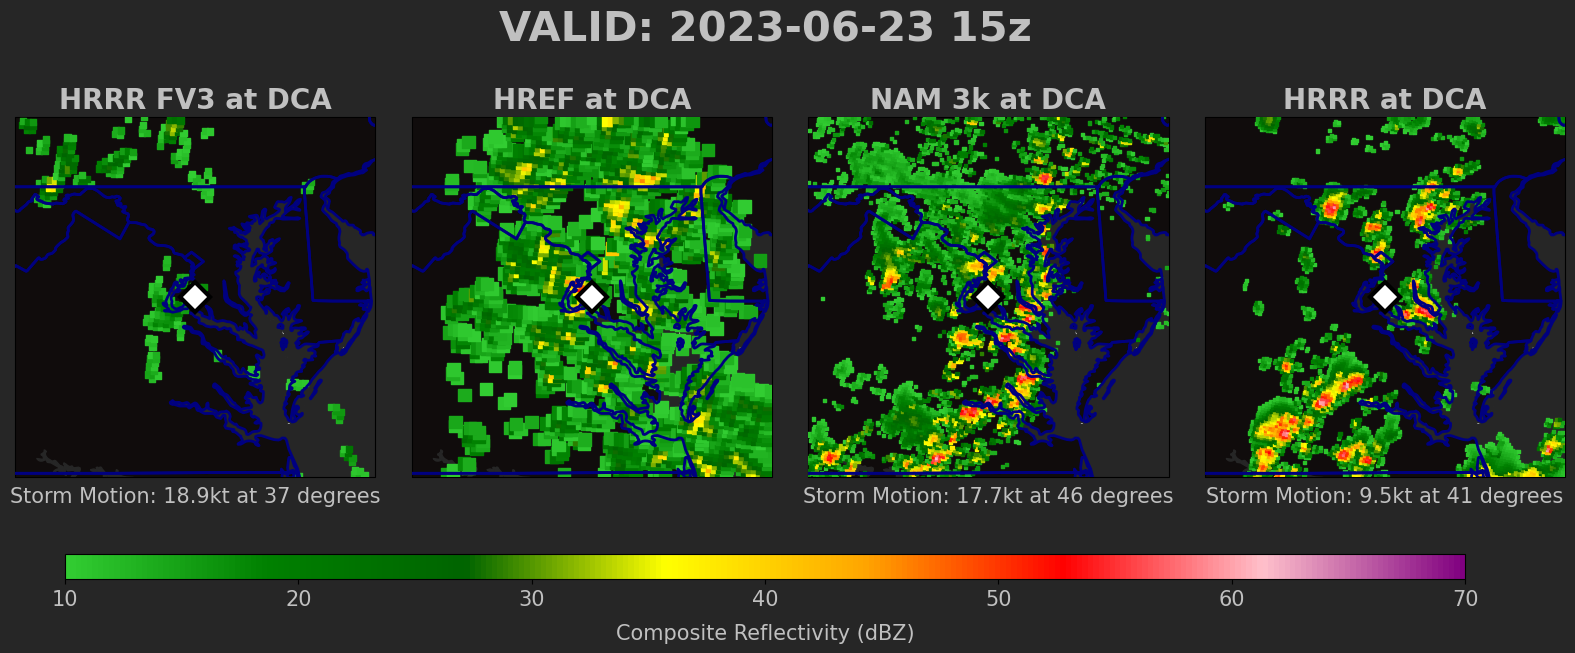 VALID: 2023-06-23 15z
HRRR FV3 at DCA
HREF at DCA
NAM 3k at DCA
HRRR at DCA
Storm Motion: 18.9kt at 37 degrees
Storm Motion: 17.7kt at 46 degrees
Storm Motion: 9.5kt at 41 degrees
10 20 30 40 50 60 70
Composite Reflectivity (dBZ)